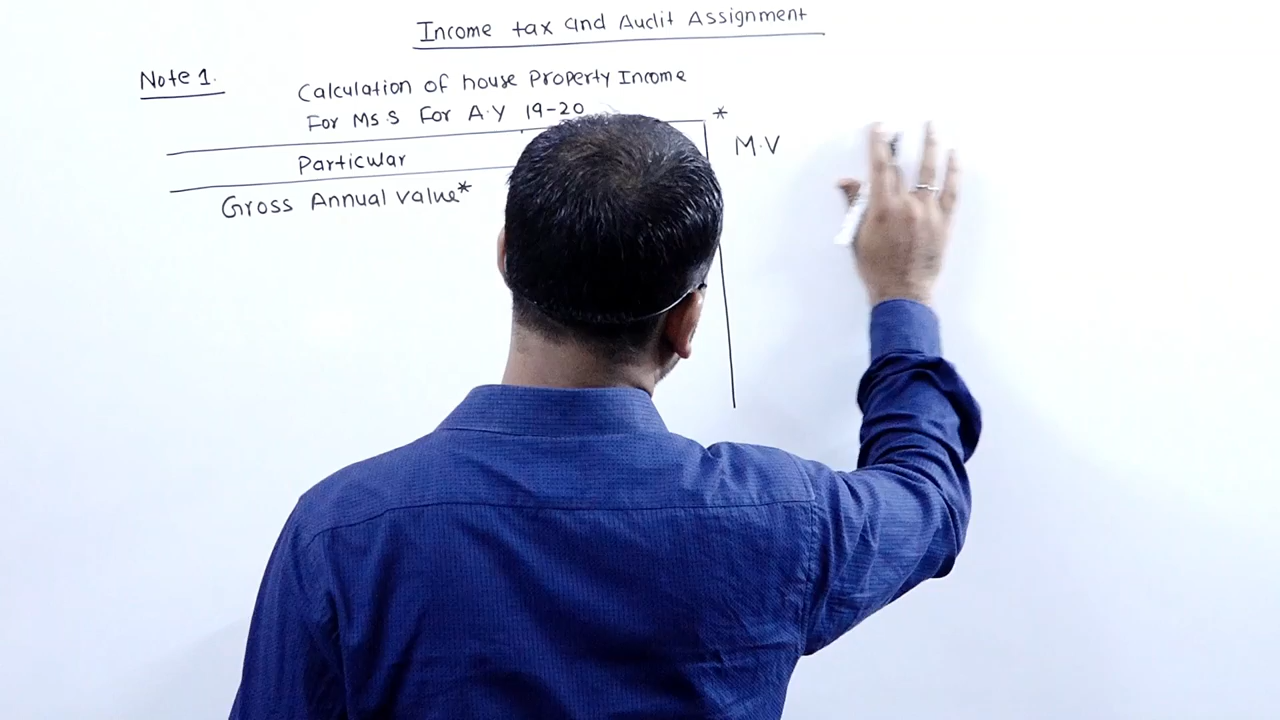 Income tax and Audit Assignment
Note 1.
Calculation of house Property Income
For Ms S For A.Y 19-20
*
Particular
M.V
Gross Annual value*